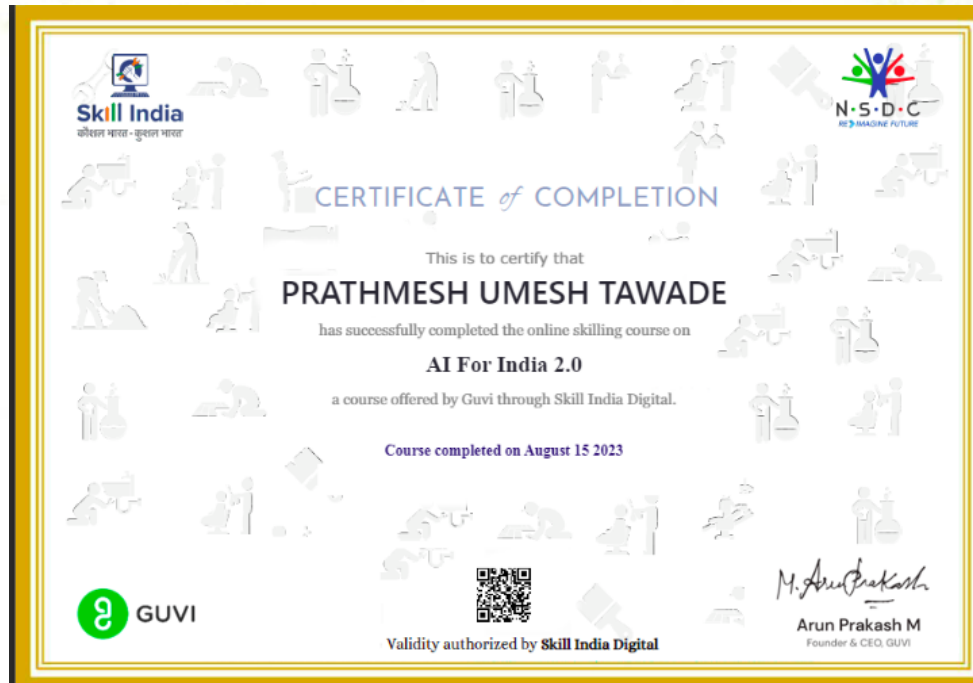 Skill India
कौशल भारत - कुशल भारत
N·S·D·C
RE IMAGINE FUTURE
CERTIFICATE of COMPLETION
This is to certify that
PRATHMESH UMESH TAWADE
has successfully completed the online skilling course on
AI For India 2.0
a course offered by Guvi through Skill India Digital.
Course completed on August 15 2023
GUVI
Validity authorized by Skill India Digital
M. Arun Prakash
Arun Prakash M
Founder & CEO, GUVI